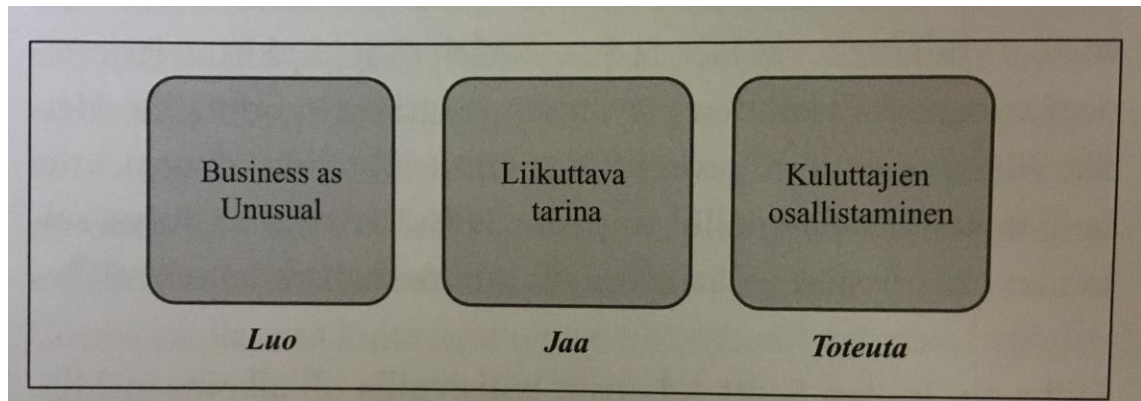 Business as
Unusual
Liikuttava
tarina
Kuluttajien
osallistaminen
Luo
Jaa
Toteuta